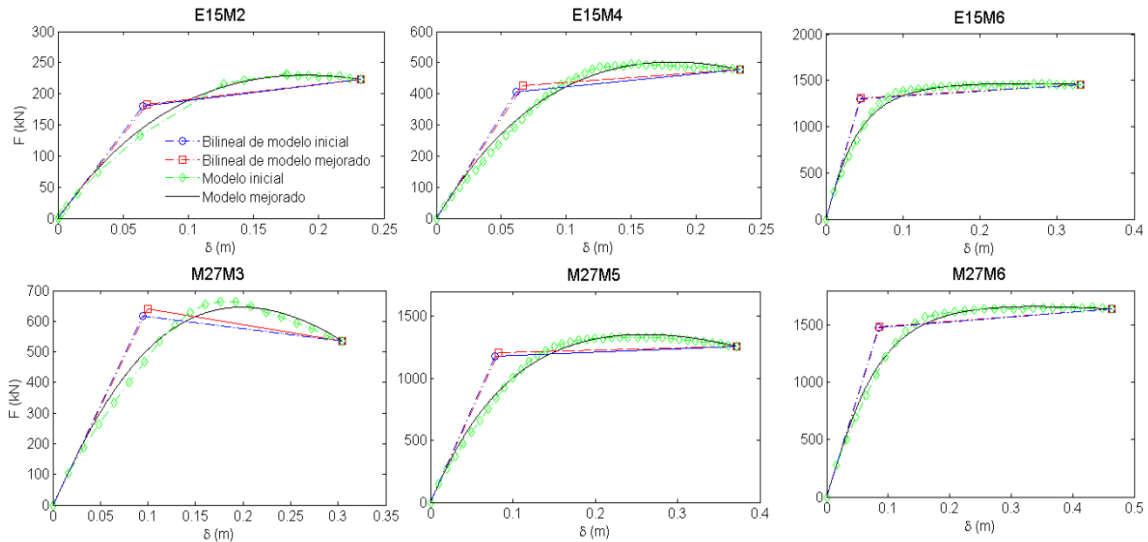 E15M2 E15M4 E15M6
300
250
200
150
100
50
0
F (kN)
0 0.05 0.1 0.15 0.2 0.25
δ (m)
Bilineal de modelo inicial
Bilineal de modelo mejorado
Modelo inicial
Modelo mejorado
600
500
400
300
200
100
0
0 0.05 0.1 0.15 0.2 0.25
δ (m)
2000
1500
1000
500
0
0 0.1 0.2 0.3 0.4
δ (m)
M27M3 M27M5 M27M6
700
600
500
400
300
200
100
0
F (kN)
0 0.05 0.1 0.15 0.2 0.25 0.3 0.35
δ (m)
1500
1000
500
0
0 0.1 0.2 0.3 0.4
δ (m)
1500
1000
500
0
0 0.1 0.2 0.3 0.4 0.5
δ (m)